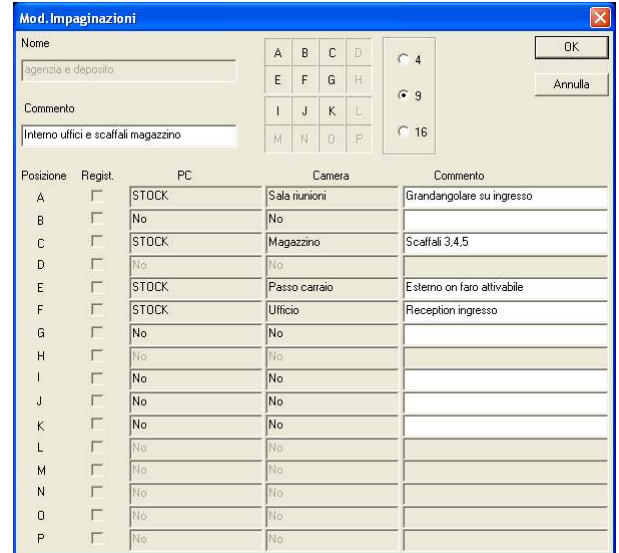 Mod.Impaginazioni
Nome
agenzia e deposito
Commento
Interno uffici e scaffali magazzino
A B C D
E F G H
I J K L
M N O P
4
9
16
OK
Annulla
Posizione Regist. PC Camera Commento
A STOCK Sala riunioni Grandangolare su ingresso
B No No
C STOCK Magazzino Scaffali 3,4,5
D No No
E STOCK Passo carraio Esterno on faro attivabile
F STOCK Ufficio Reception ingresso
G No No
H No No
I No No
J No No
K No No
L No No
M No No
N No No
O No No
P No No